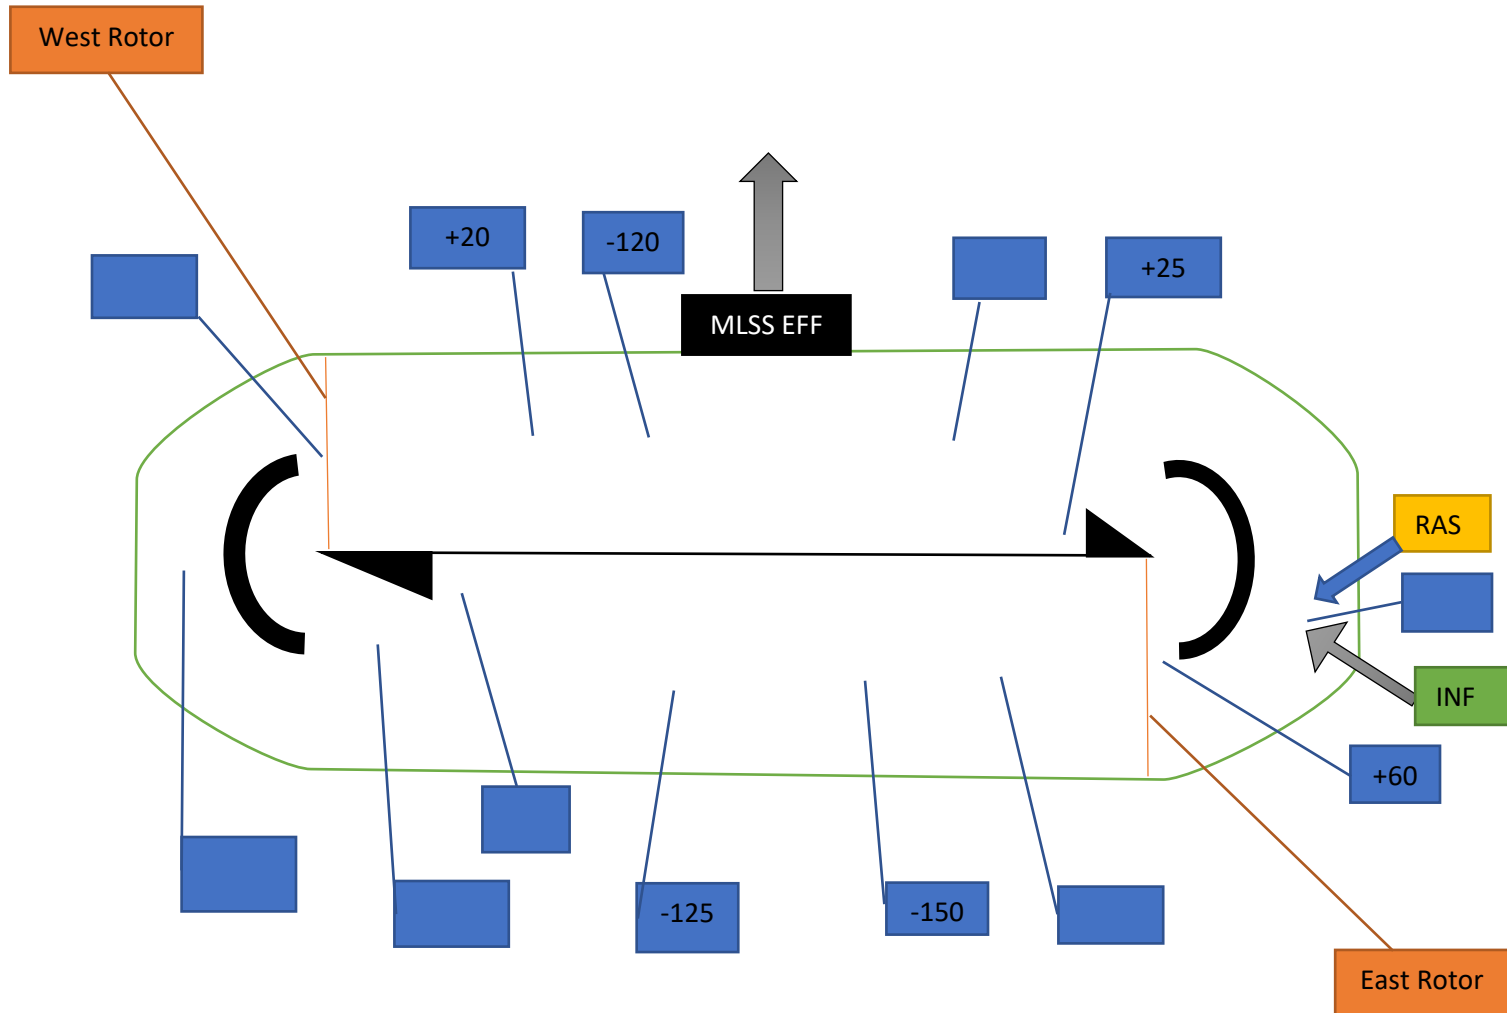 West Rotor
+20
-120
+25
MLSS EFF
RAS
INF
+60
-125
-150
East Rotor